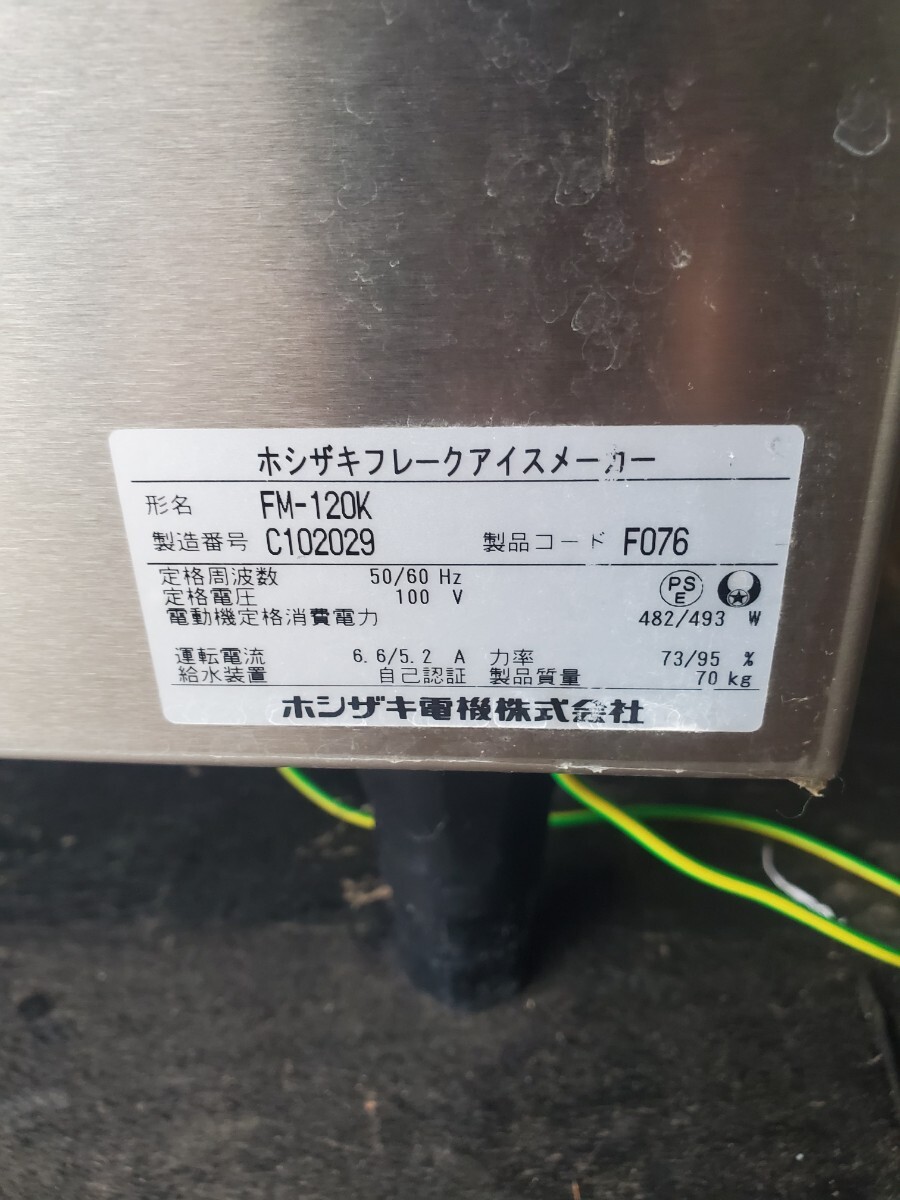 ホシザキフレークアイスメーカー
形名 FM-120K
製造番号 C102029 製品コード F076
定格周波数 50/60 Hz
定格電圧 100 V
PS
E
電動機定格消費電力 482/493 W
運転電流 6.6/5.2 A 力率 73/95 %
給水装置 自己認証 製品質量 70 kg
ホシザキ電機株式会社